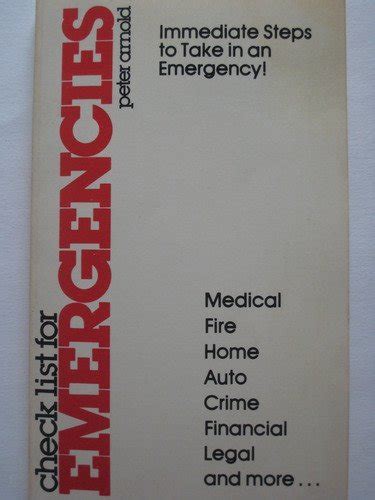 check list for
EMERGENCIES
peter arnold
Immediate Steps
to Take in an
Emergency!
Medical
Fire
Home
Auto
Crime
Financial
Legal
and more . . .